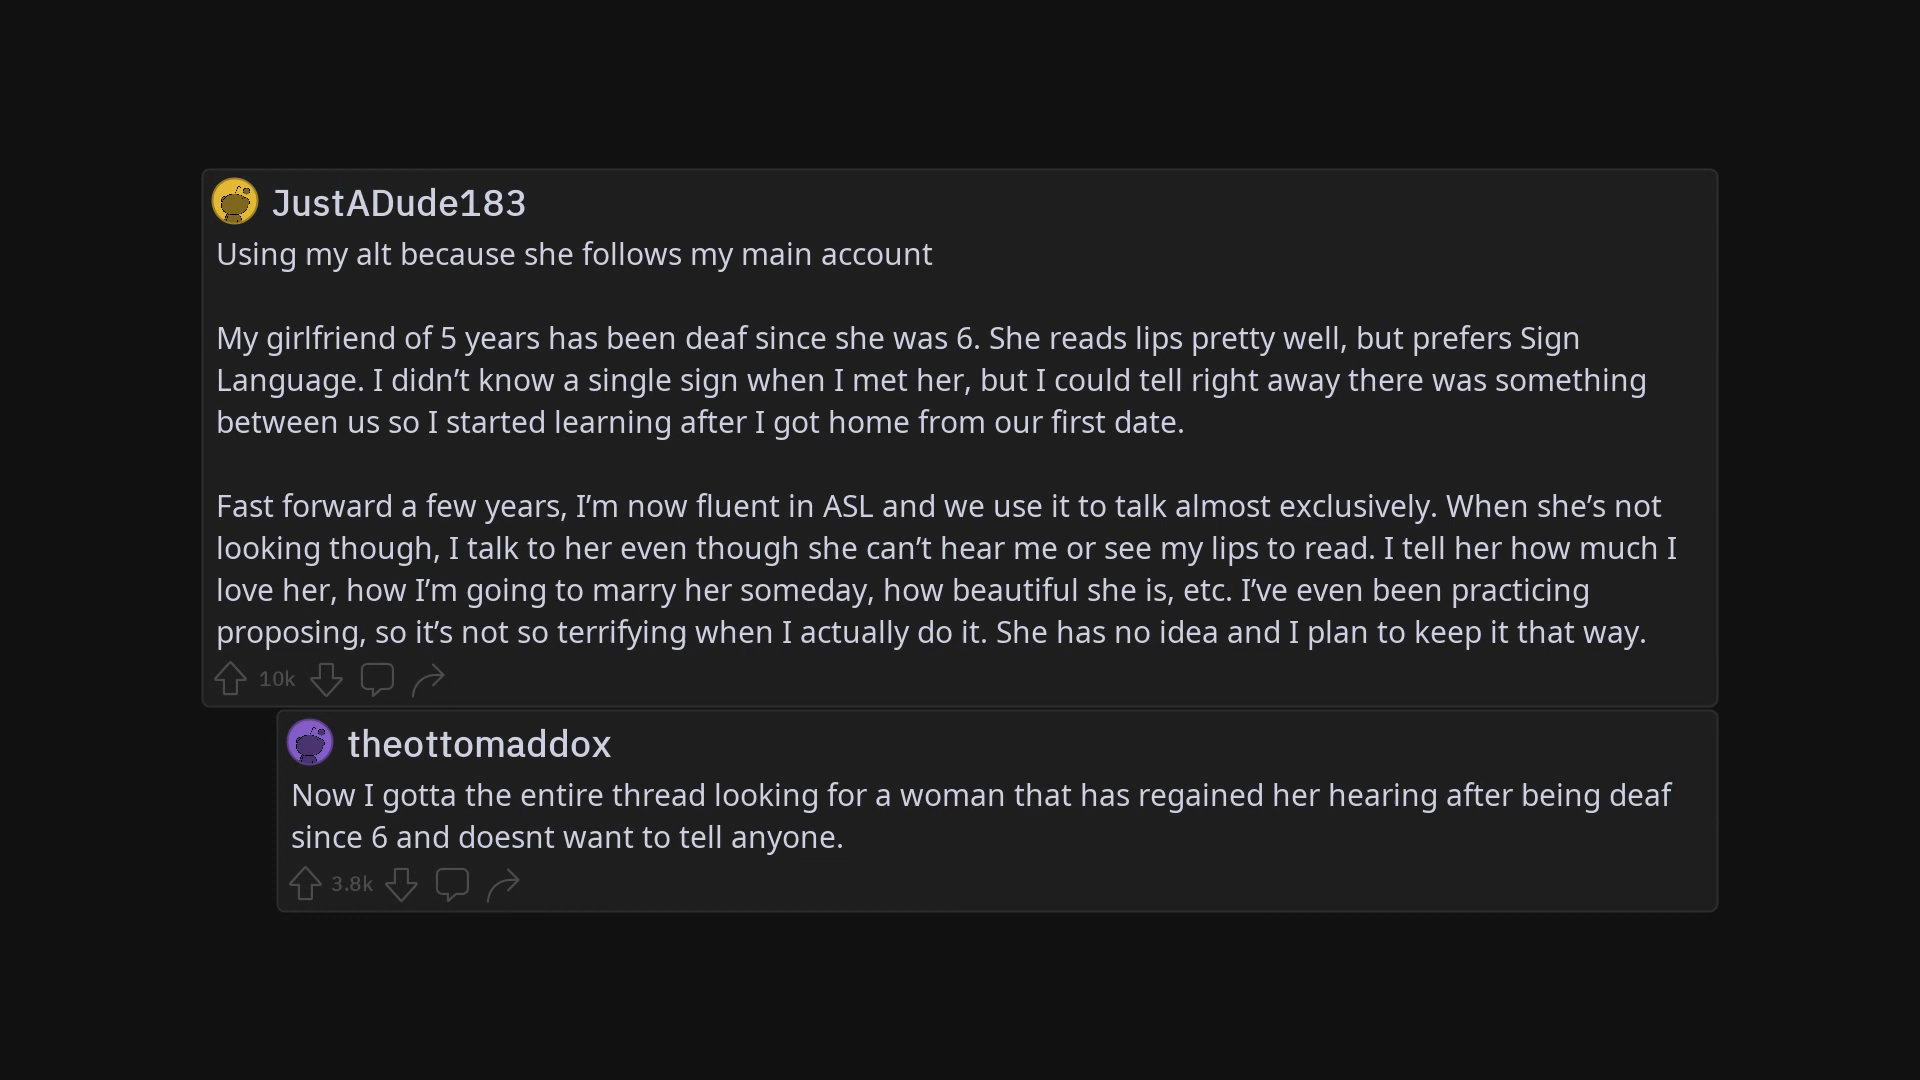 JustADude183
Using my alt because she follows my main account
My girlfriend of 5 years has been deaf since she was 6. She reads lips pretty well, but prefers Sign
Language. I didn’t know a single sign when I met her, but I could tell right away there was something
between us so I started learning after I got home from our first date.
Fast forward a few years, I’m now fluent in ASL and we use it to talk almost exclusively. When she’s not
looking though, I talk to her even though she can’t hear me or see my lips to read. I tell her how much I
love her, how I’m going to marry her someday, how beautiful she is, etc. I’ve even been practicing
proposing, so it’s not so terrifying when I actually do it. She has no idea and I plan to keep it that way.
10k
theottomaddox
Now I gotta the entire thread looking for a woman that has regained her hearing after being deaf
since 6 and doesnt want to tell anyone.
3.8k